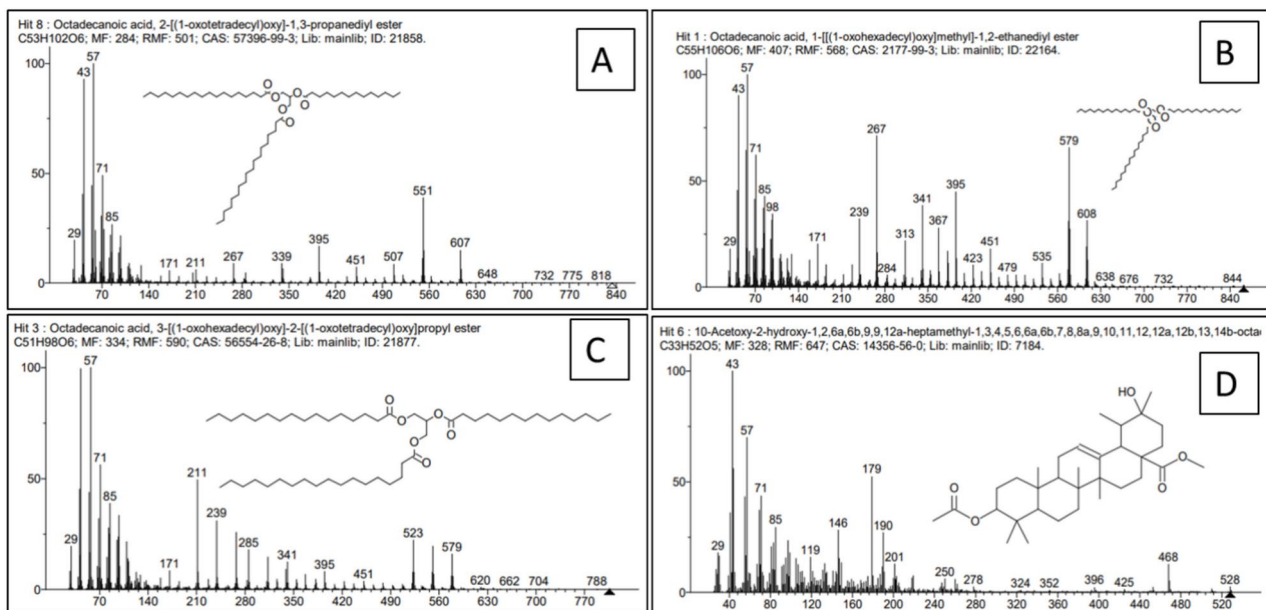 Hit 8 : Octadecanoic acid, 2-[(1-oxotetradecyl)oxy]-1,3-propanediyl ester
C53H102O6; MF: 284; RMF: 501; CAS: 57396-99-3; Lib: mainlib; ID: 21858.
A
100
50
0
29
43
57
71
85
171
211
267
339
395
451
507
551
607
648
732
775
818
O
O
O
O
O
O
70 140 210 280 350 420 490 560 630 700 770 840
Hit 1 : Octadecanoic acid, 1-[[(1-oxohexadecyl)oxy]methyl]-1,2-ethanediyl ester
C55H106O6; MF: 407; RMF: 568; CAS: 2177-99-3; Lib: mainlib; ID: 22164.
B
100
50
0
29
43
57
71
85
98
171
239
267
284
313
341
367
395
423
451
479
535
579
608
638
676
732
844
O
O
O
O
O
O
70 140 210 280 350 420 490 560 630 700 770 840
Hit 3 : Octadecanoic acid, 3-[(1-oxohexadecyl)oxy]-2-[(1-oxotetradecyl)oxy]propyl ester
C51H98O6; MF: 334; RMF: 590; CAS: 56554-26-8; Lib: mainlib; ID: 21877.
C
100
50
0
29
57
71
85
171
211
239
285
341
395
451
523
579
620
662
704
788
O
O
O
O
O
O
70 140 210 280 350 420 490 560 630 700 770
Hit 6 : 10-Acetoxy-2-hydroxy-1,2,6a,6b,9,9,12a-heptamethyl-1,3,4,5,6,6a,6b,7,8,8a,9,10,11,12,12a,12b,13,14b-octa
C33H52O5; MF: 328; RMF: 647; CAS: 14356-56-0; Lib: mainlib; ID: 7184.
D
100
50
0
29
43
57
71
85
119
146
179
190
201
250
278
324
352
396
425
468
528
HO
O
O
O
O
40 80 120 160 200 240 280 320 360 400 440 480 520